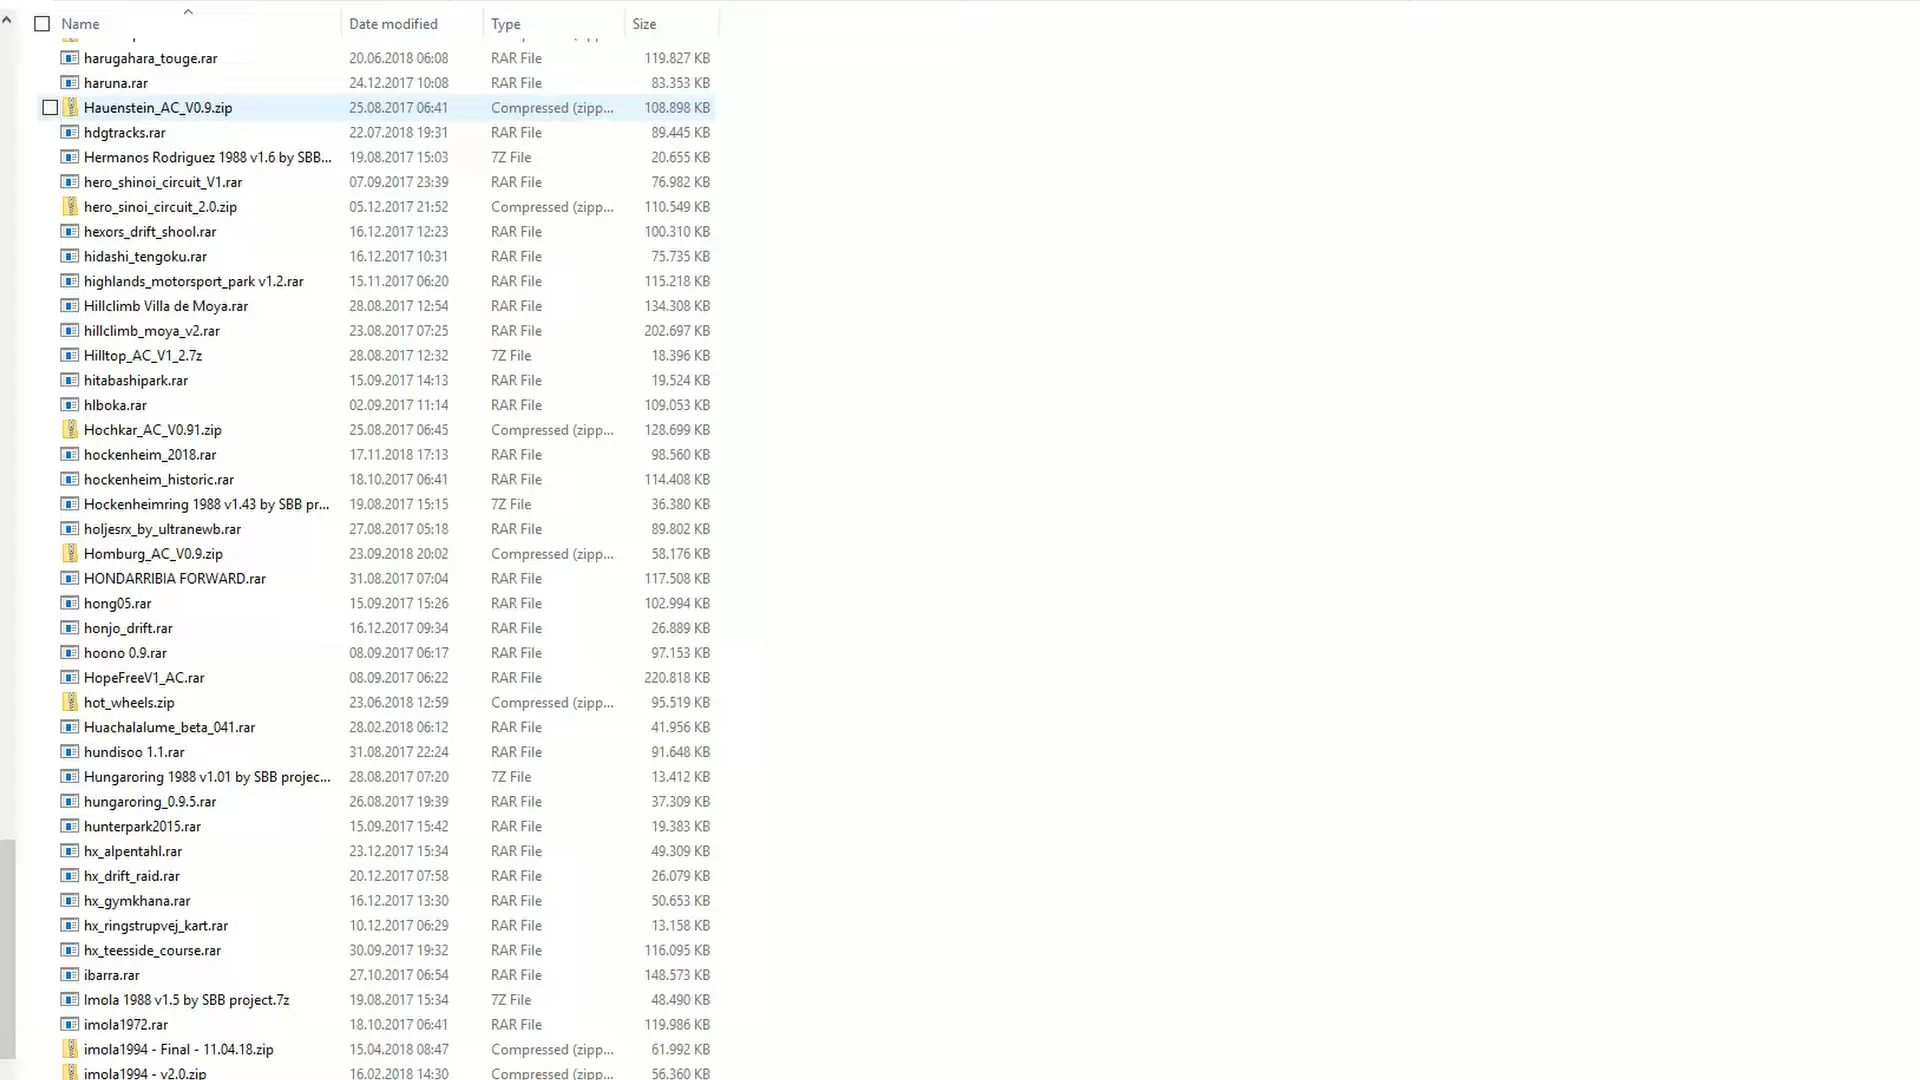 Name Date modified Type Size
harugahara_touge.rar 20.06.2018 06:08 RAR File 119.827 KB
haruna.rar 24.12.2017 10:08 RAR File 83.353 KB
Hauenstein_AC_V0.9.zip 25.08.2017 06:41 Compressed (zipp... 108.898 KB
hdgtracks.rar 22.07.2018 19:31 RAR File 89.445 KB
Hermanos Rodriguez 1988 v1.6 by SBB... 19.08.2017 15:03 7Z File 20.655 KB
hero_shinoi_circuit_V1.rar 07.09.2017 23:39 RAR File 76.982 KB
hero_sinoi_circuit_2.0.zip 05.12.2017 21:52 Compressed (zipp... 110.549 KB
hexors_drift_shool.rar 16.12.2017 12:23 RAR File 100.310 KB
hidashi_tengoku.rar 16.12.2017 10:31 RAR File 75.735 KB
highlands_motorsport_park v1.2.rar 15.11.2017 06:20 RAR File 115.218 KB
Hillclimb Villa de Moya.rar 28.08.2017 12:54 RAR File 134.308 KB
hillclimb_moya_v2.rar 23.08.2017 07:25 RAR File 202.697 KB
Hilltop_AC_V1_2.7z 28.08.2017 12:32 7Z File 18.396 KB
hitabashipark.rar 15.09.2017 14:13 RAR File 19.524 KB
hlboka.rar 02.09.2017 11:14 RAR File 109.053 KB
Hochkar_AC_V0.91.zip 25.08.2017 06:45 Compressed (zipp... 128.699 KB
hockenheim_2018.rar 17.11.2018 17:13 RAR File 98.560 KB
hockenheim_historic.rar 18.10.2017 06:41 RAR File 114.408 KB
Hockenheimring 1988 v1.43 by SBB pr... 19.08.2017 15:15 7Z File 36.380 KB
holjesrx_by_ultranewb.rar 27.08.2017 05:18 RAR File 89.802 KB
Homburg_AC_V0.9.zip 23.09.2018 20:02 Compressed (zipp... 58.176 KB
HONDARRIBIA FORWARD.rar 31.08.2017 07:04 RAR File 117.508 KB
hong05.rar 15.09.2017 15:26 RAR File 102.994 KB
honjo_drift.rar 16.12.2017 09:34 RAR File 26.889 KB
hoono 0.9.rar 08.09.2017 06:17 RAR File 97.153 KB
HopeFreeV1_AC.rar 08.09.2017 06:22 RAR File 220.818 KB
hot_wheels.zip 23.06.2018 12:59 Compressed (zipp... 95.519 KB
Huachalalume_beta_041.rar 28.02.2018 06:12 RAR File 41.956 KB
hundisoo 1.1.rar 31.08.2017 22:24 RAR File 91.648 KB
Hungaroring 1988 v1.01 by SBB projec... 28.08.2017 07:20 7Z File 13.412 KB
hungaroring_0.9.5.rar 26.08.2017 19:39 RAR File 37.309 KB
hunterpark2015.rar 15.09.2017 15:42 RAR File 19.383 KB
hx_alpentahl.rar 23.12.2017 15:34 RAR File 49.309 KB
hx_drift_raid.rar 20.12.2017 07:58 RAR File 26.079 KB
hx_gymkhana.rar 16.12.2017 13:30 RAR File 50.653 KB
hx_ringstrupvej_kart.rar 10.12.2017 06:29 RAR File 13.158 KB
hx_teesside_course.rar 30.09.2017 19:32 RAR File 116.095 KB
ibarra.rar 27.10.2017 06:54 RAR File 148.573 KB
Imola 1988 v1.5 by SBB project.7z 19.08.2017 15:34 7Z File 48.490 KB
imola1972.rar 18.10.2017 06:41 RAR File 119.986 KB
imola1994 - Final - 11.04.18.zip 15.04.2018 08:47 Compressed (zipp... 61.992 KB
imola1994 - v2.0.zip 16.02.2018 14:30 Compressed (zipp... 56.360 KB